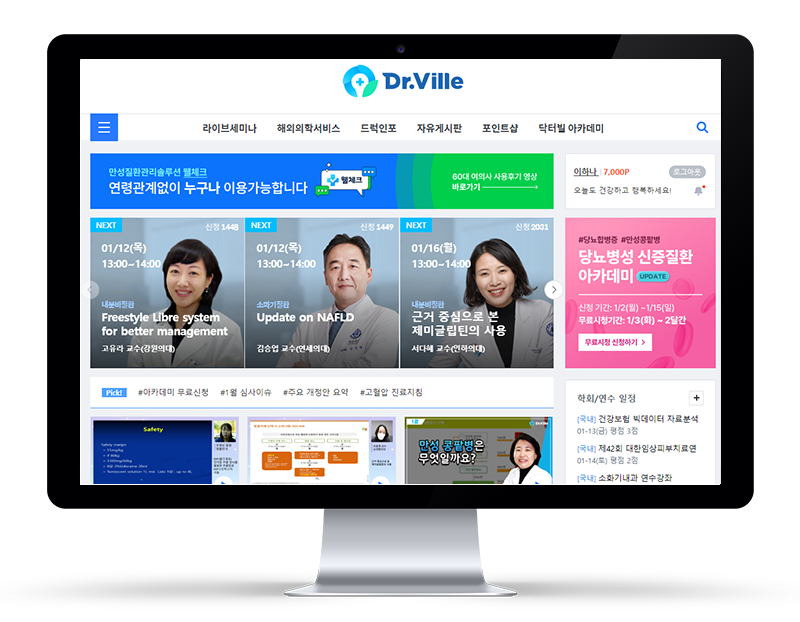 Dr.Ville
라이브세미나 해외의학서비스 드럭인포 자유게시판 포인트샵 닥터빌 아카데미
만성질환관리솔루션 웰체크
연령관계없이 누구나 이용가능합니다
웰체크
60대 여의사 사용후기 영상
바로가기
이하나 7,000P 로그아웃
오늘도 건강하고 행복하세요!
NEXT
신청 1448
01/12(목)
13:00~14:00
내분비질환
Freestyle Libre system
for better management
고유라 교수(강원의대)
NEXT
신청 1449
01/12(목)
13:00~14:00
소화기질환
Update on NAFLD
김승업 교수(연세의대)
NEXT
신청 2031
01/16(월)
13:00~14:00
내분비질환
근거 중심으로 본
제미글립틴의 사용
서다혜 교수(인하의대)
#당뇨합병증 #만성콩팥병
당뇨병성 신증질환
아카데미 UPDATE
신청 기간: 1/2(월) ~1/15(일)
무료시청기간: 1/3(화) ~ 2달간
무료시청 신청하기 >
Pick! #아카데미 무료신청 #1월 심사이슈 #주요 개정안 요약 #고혈압 진료지침
Safety
Safety margin
만성 콩팥병은
무엇일까요?
학회/연수 일정 +
[국내] 건강보험 빅데이터 자료분석
01-13(금) 평점 3점
[국내] 제42회 대한임상피부치료연
01-14(토) 평점 2점
[국내] 소화기내과 연수강좌